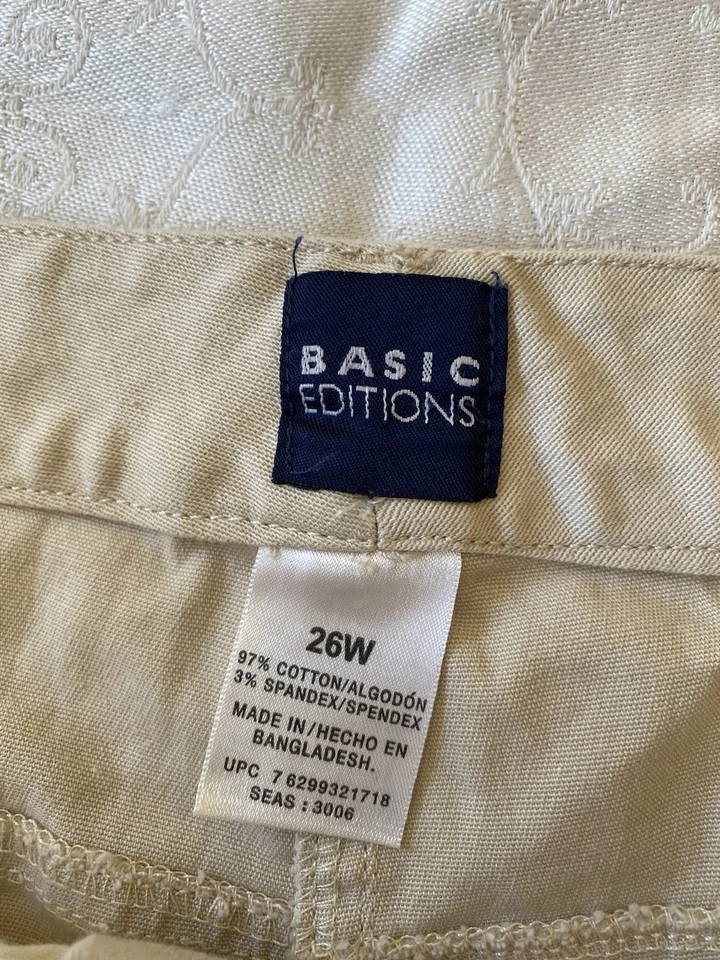 BASIC
EDITIONS
26W
97% COTTON/ALGODÓN
3% SPANDEX/SPENDEX
MADE IN/HECHO EN
BANGLADESH.
UPC 7 6299321718
SEAS : 3006